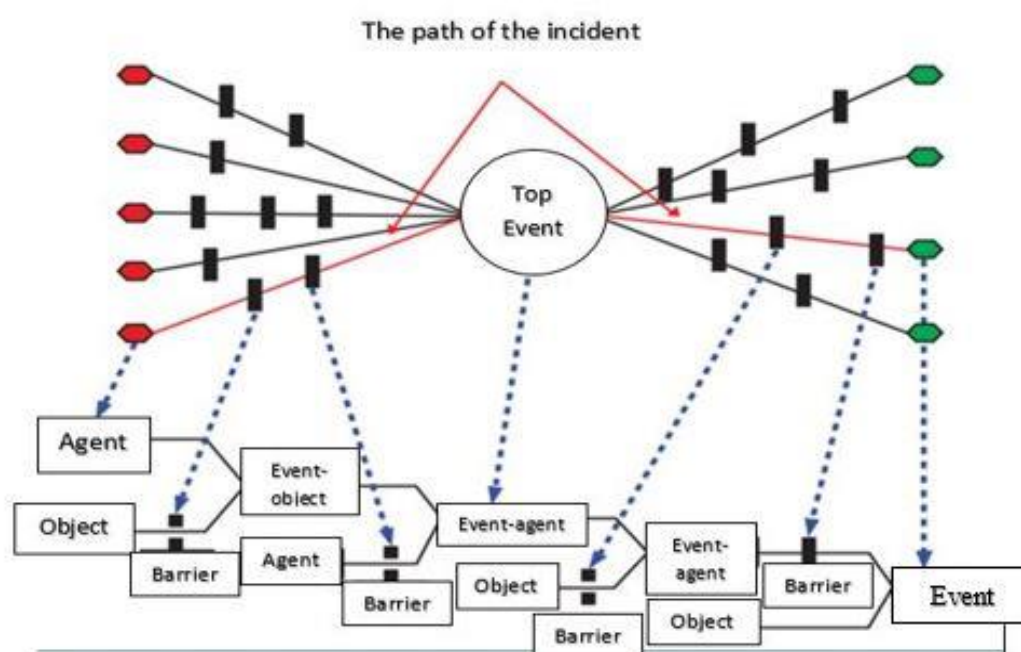 The path of the incident
Top
Event
Agent
Event-
object
Object
Event-agent
Event-
agent
Agent
Barrier
Barrier
Object
Barrier
Barrier
Object
Event